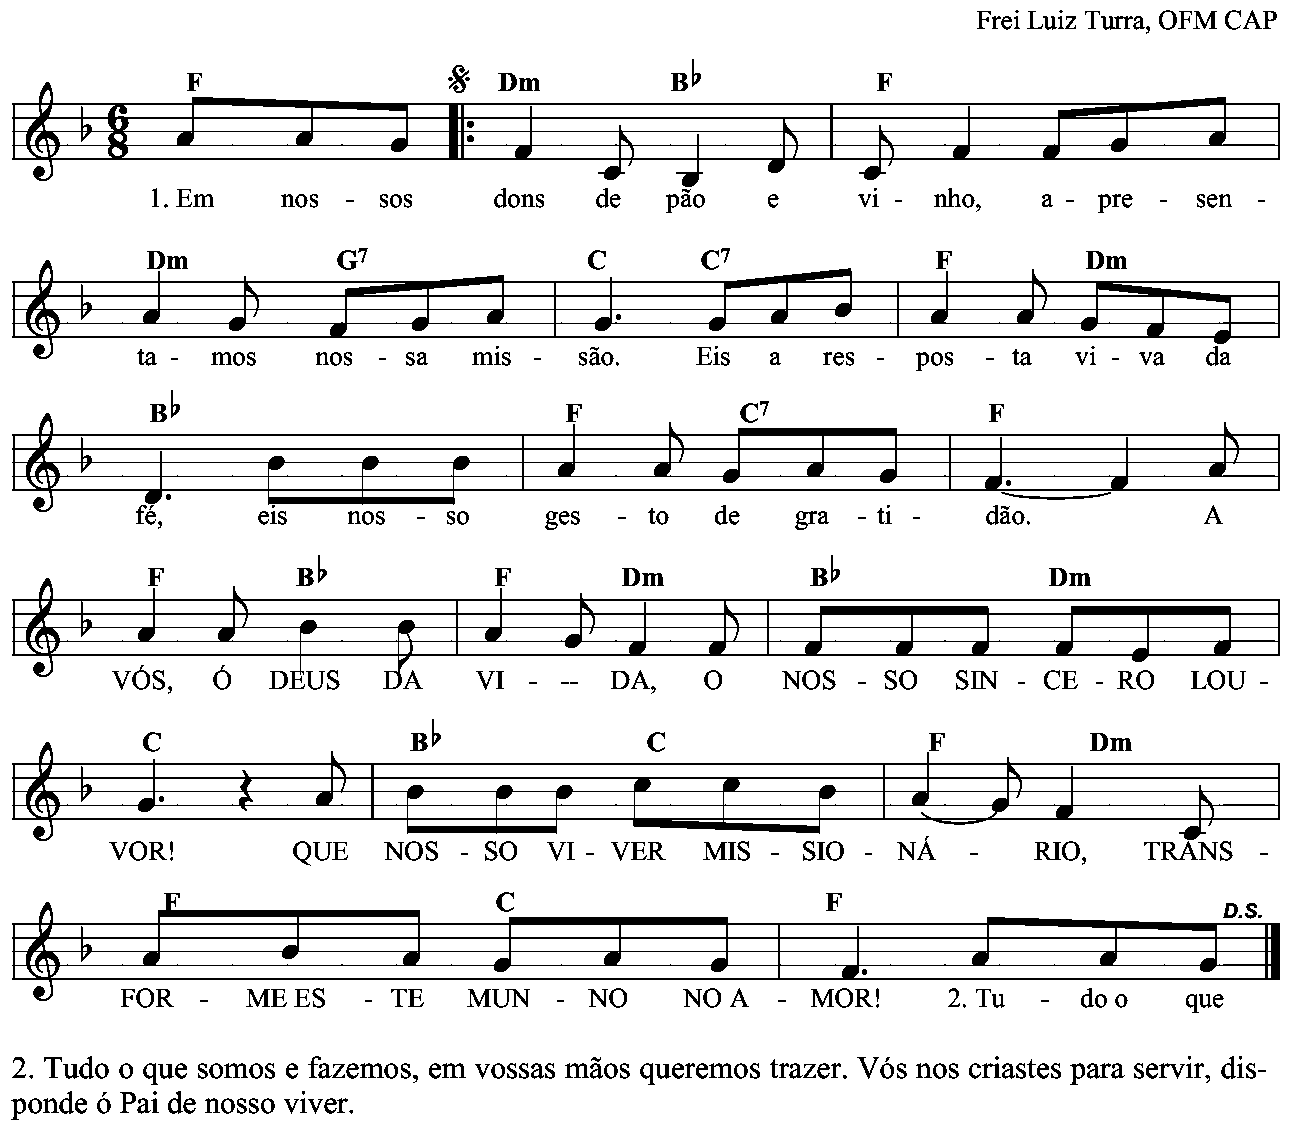 Frei Luiz Turra, OFM CAP
F Dm B♭ F
6
8
1. Em nos - sos dons de pão e vi - nho, a - pre - sen -
Dm G7 C C7 F Dm
ta - mos nos - sa mis - são. Eis a res - pos - ta vi - va da
B♭ F C7 F
fé, eis nos - so ges - to de gra - ti - dão. A
F B♭ F Dm B♭ Dm
VÓS, Ó DEUS DA VI - -- DA, O NOS - SO SIN - CE - RO LOU -
C B♭ C F Dm
VOR! QUE NOS - SO VI - VER MIS - SIO - NÁ - RIO, TRANS -
F C F D.S.
FOR - ME ES - TE MUN - NO NO A - MOR! 2. Tu - do o que
2. Tudo o que somos e fazemos, em vossas mãos queremos trazer. Vós nos criastes para servir, dis-
ponde ó Pai de nosso viver.